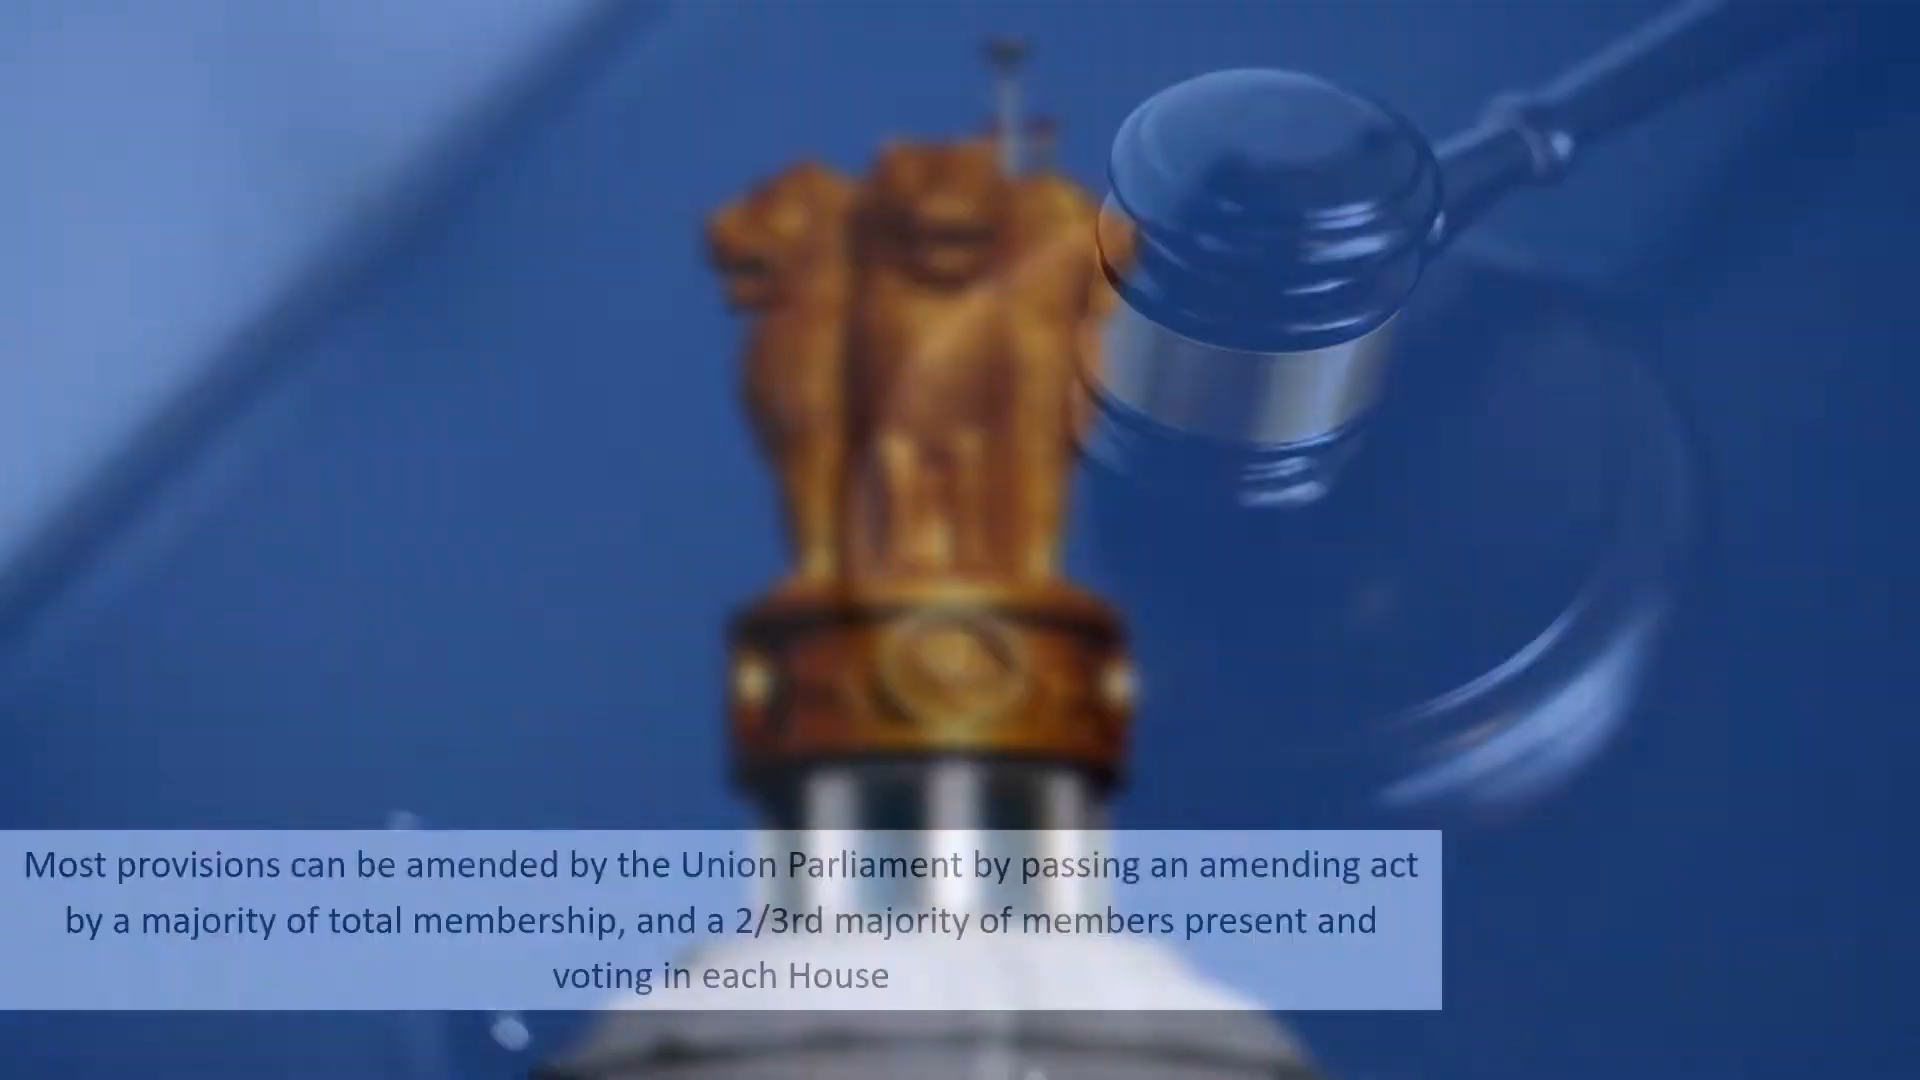 Most provisions can be amended by the Union Parliament by passing an amending act
by a majority of total membership, and a 2/3rd majority of members present and
voting in each House